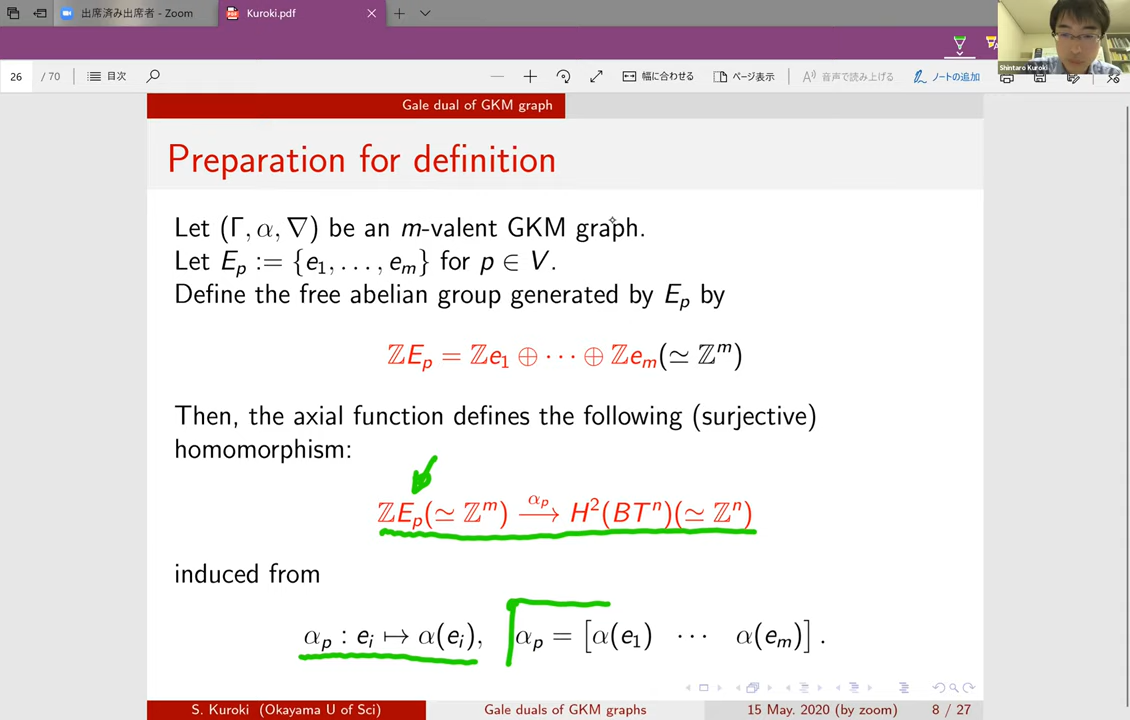 出席済み出席者 - Zoom
Kuroki.pdf
26 / 70 目次 幅に合わせる ページ表示 音声で読み上げる ノートの追加
Shintaro Kuroki
Gale dual of GKM graph
Preparation for definition
Let (Γ, α, ∇) be an m-valent GKM graph.
Let E_p := {e_1, . . . , e_m} for p ∈ V.
Define the free abelian group generated by E_p by
ℤE_p = ℤe_1 ⊕ · · · ⊕ ℤe_m(≃ ℤ^m)
Then, the axial function defines the following (surjective)
homomorphism:
ℤE_p(≃ ℤ^m) \xrightarrow{α_p} H^2(BT^n)(≃ ℤ^n)
induced from
α_p : e_i ↦ α(e_i), α_p = [α(e_1) · · · α(e_m)] .
S. Kuroki (Okayama U of Sci) Gale duals of GKM graphs 15 May. 2020 (by zoom) 8 / 27